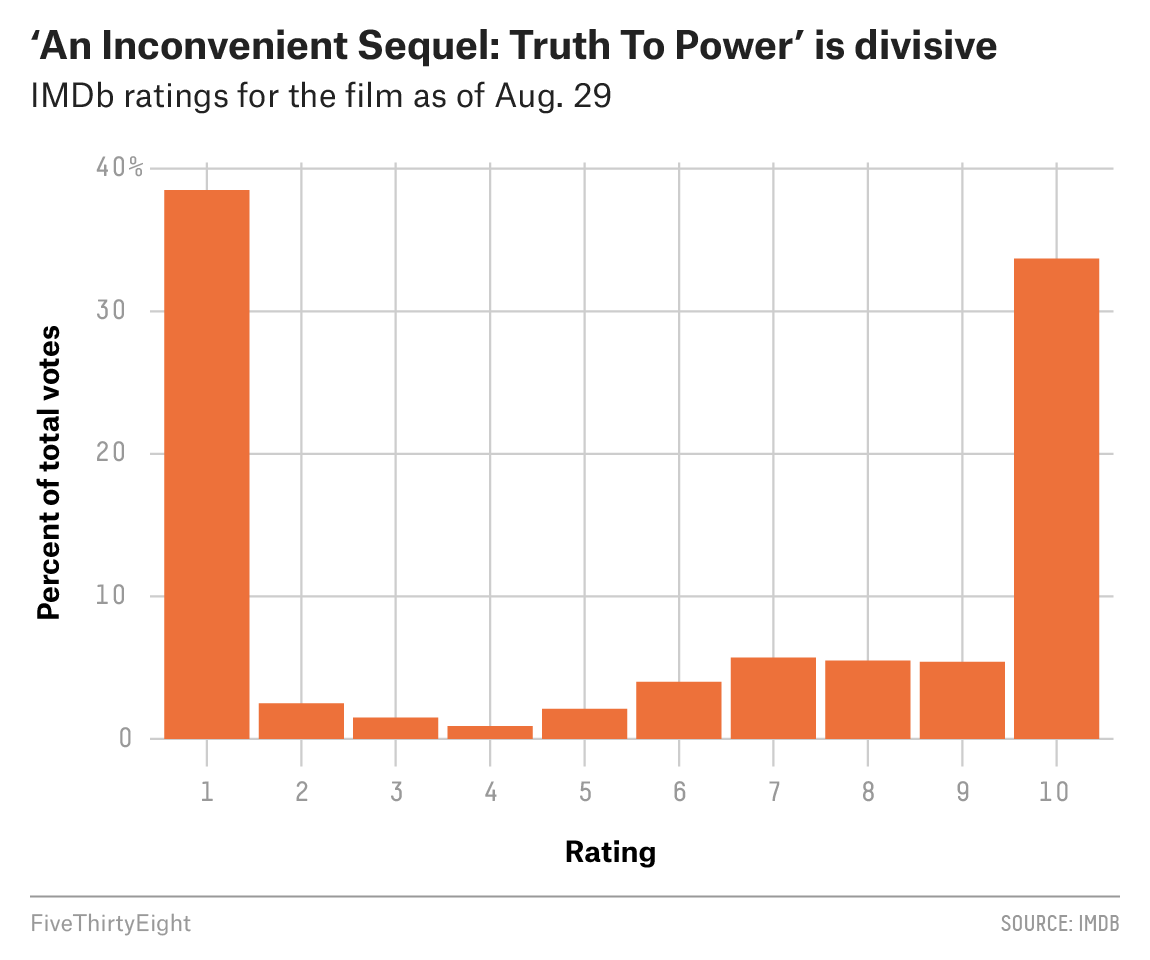 ‘An Inconvenient Sequel: Truth To Power’ is divisive
IMDb ratings for the film as of Aug. 29
40%
30
20
10
0
Percent of total votes
1 2 3 4 5 6 7 8 9 10
Rating
FiveThirtyEight
SOURCE: IMDB